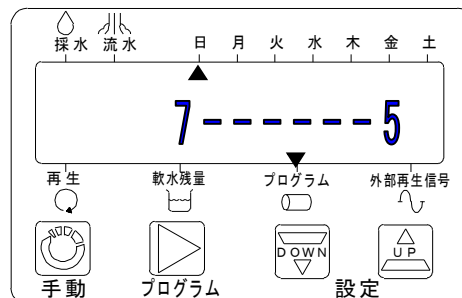 採水 流水 日 月 火 水 木 金 土
7------5
再生 軟水残量 プログラム 外部再生信号
DOWN UP
手動 プログラム 設定